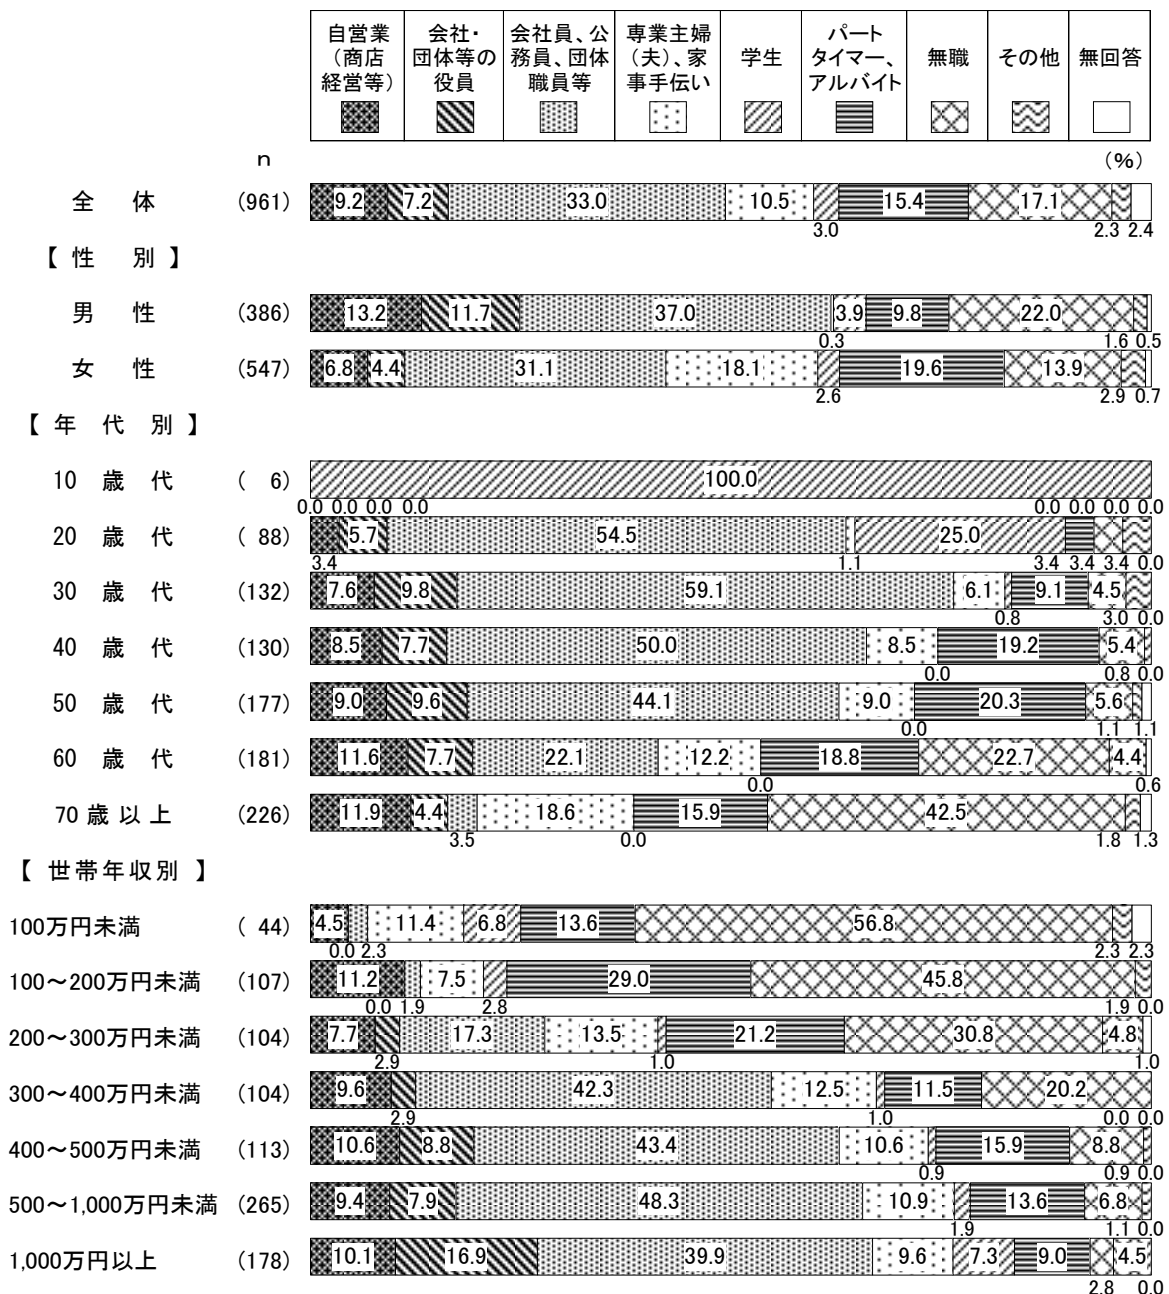 自営業
（商店
経営等）
会社・
団体等の
役員
会社員、公
務員、団体
職員等
専業主婦
（夫）、家
事手伝い
学生
パート
タイマー、
アルバイト
無職
その他
無回答
n
（％）
全 体 (961) 9.2 7.2 33.0 10.5 15.4 17.1
3.0 2.3 2.4
【 性 別 】
男 性 (386) 13.2 11.7 37.0 3.9 9.8 22.0
0.3 1.6 0.5
女 性 (547) 6.8 4.4 31.1 18.1 19.6 13.9
2.6 2.9 0.7
【 年 代 別 】
10 歳 代 ( 6) 100.0
0.0 0.0 0.0 0.0 0.0 0.0 0.0 0.0
20 歳 代 ( 88) 5.7 54.5 25.0
3.4 1.1 3.4 3.4 3.4 0.0
30 歳 代 (132) 7.6 9.8 59.1 6.1 9.1 4.5
0.8 3.0 0.0
40 歳 代 (130) 8.5 7.7 50.0 8.5 19.2 5.4
0.0 0.8 0.0
50 歳 代 (177) 9.0 9.6 44.1 9.0 20.3 5.6
0.0 1.1 1.1
60 歳 代 (181) 11.6 7.7 22.1 12.2 18.8 22.7 4.4
0.0 0.6
70 歳 以 上 (226) 11.9 4.4 18.6 15.9 42.5
3.5 0.0 1.8 1.3
【 世帯年収別 】
100万円未満 ( 44) 4.5 11.4 6.8 13.6 56.8
0.0 2.3 2.3 2.3
100～200万円未満 (107) 11.2 7.5 29.0 45.8
0.0 1.9 2.8 1.9 0.0
200～300万円未満 (104) 7.7 17.3 13.5 21.2 30.8 4.8
2.9 1.0 1.0
300～400万円未満 (104) 9.6 42.3 12.5 11.5 20.2
2.9 1.0 0.0 0.0
400～500万円未満 (113) 10.6 8.8 43.4 10.6 15.9 8.8
0.9 0.9 0.0
500～1,000万円未満 (265) 9.4 7.9 48.3 10.9 13.6 6.8
1.9 1.1 0.0
1,000万円以上 (178) 10.1 16.9 39.9 9.6 7.3 9.0 4.5
2.8 0.0